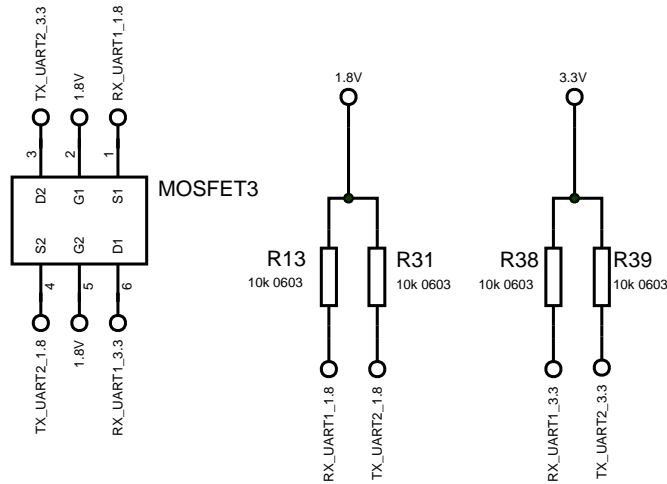 TX_UART2_3.3
1.8V
RX_UART1_1.8
3
2
1
D2
G1
S1
MOSFET3
S2
G2
D1
4
5
6
TX_UART2_1.8
1.8V
RX_UART1_3.3
1.8V
R13
10k 0603
R31
10k 0603
RX_UART1_1.8
TX_UART2_1.8
3.3V
R38
10k 0603
R39
10k 0603
RX_UART1_3.3
TX_UART2_3.3